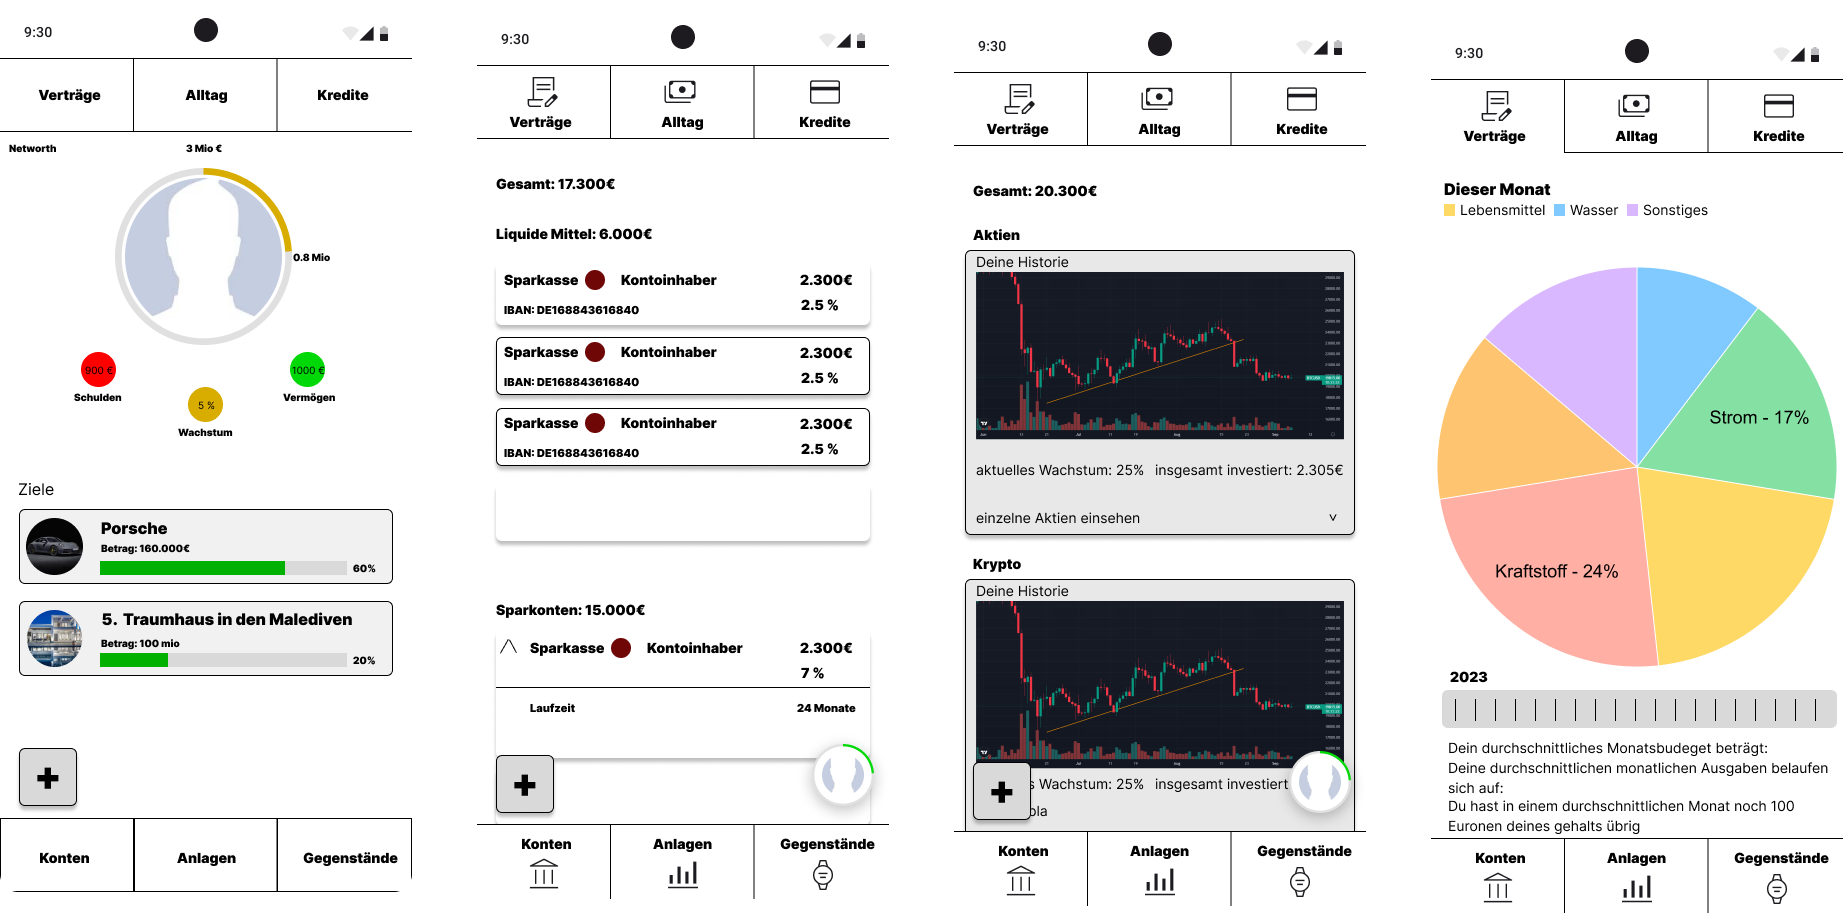 9:30
Verträge
Alltag
Kredite
Networth
3 Mio €
0.8 Mio
900 €
1000 €
Schulden
Vermögen
5 %
Wachstum
Ziele
Porsche
Betrag: 160.000€
60%
5. Traumhaus in den Malediven
Betrag: 100 mio
20%
Konten
Anlagen
Gegenstände
9:30
Verträge
Alltag
Kredite
Gesamt: 17.300€
Liquide Mittel: 6.000€
Sparkasse Kontoinhaber 2.300€
IBAN: DE168843616840 2.5 %
Sparkasse Kontoinhaber 2.300€
IBAN: DE168843616840 2.5 %
Sparkasse Kontoinhaber 2.300€
IBAN: DE168843616840 2.5 %
Sparkonten: 15.000€
Sparkasse Kontoinhaber 2.300€
7 %
Laufzeit 24 Monate
Konten
Anlagen
Gegenstände
9:30
Verträge
Alltag
Kredite
Gesamt: 20.300€
Aktien
Deine Historie
aktuelles Wachstum: 25% insgesamt investiert: 2.305€
einzelne Aktien einsehen
Krypto
Deine Historie
s Wachstum: 25% insgesamt investiert
ola
Konten
Anlagen
Gegenstände
9:30
Verträge
Alltag
Kredite
Dieser Monat
Lebensmittel Wasser Sonstiges
Strom - 17%
Kraftstoff - 24%
2023
Dein durchschnittliches Monatsbudeget beträgt:
Deine durchschnittlichen monatlichen Ausgaben belaufen
sich auf:
Du hast in einem durchschnittlichen Monat noch 100
Euronen deines gehalts übrig
Konten
Anlagen
Gegenstände